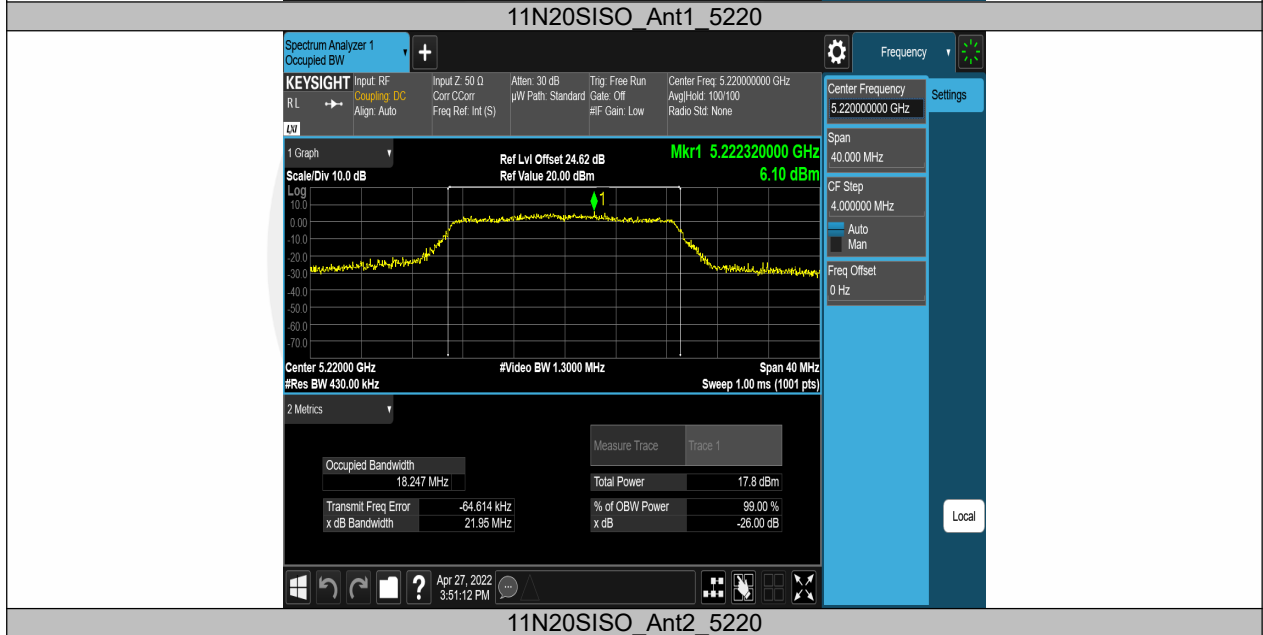 11N20SISO_Ant1_5220
Spectrum Analyzer 1
Occupied BW
+
Frequency
KEYSIGHT
Input: RF
Input Z: 50 Ω
Atten: 30 dB
Trig: Free Run
Center Freq: 5.220000000 GHz
RL
Coupling: DC
Corr CCorr
µW Path: Standard
Gate: Off
Avg|Hold: 100/100
Align: Auto
Freq Ref: Int (S)
#IF Gain: Low
Radio Std: None
LXI
Center Frequency
5.220000000 GHz
Settings
Span
40.000 MHz
CF Step
4.000000 MHz
Auto
Man
Freq Offset
0 Hz
1 Graph
Ref Lvl Offset 24.62 dB
Mkr1 5.222320000 GHz
Scale/Div 10.0 dB
Ref Value 20.00 dBm
6.10 dBm
Log
1
10.0
0.00
-10.0
-20.0
-30.0
-40.0
-50.0
-60.0
-70.0
Center 5.22000 GHz
#Video BW 1.3000 MHz
Span 40 MHz
#Res BW 430.00 kHz
Sweep 1.00 ms (1001 pts)
2 Metrics
Measure Trace
Trace 1
Occupied Bandwidth
18.247 MHz
Total Power
17.8 dBm
Transmit Freq Error
-64.614 kHz
% of OBW Power
99.00 %
x dB Bandwidth
21.95 MHz
x dB
-26.00 dB
Local
?
Apr 27, 2022
3:51:12 PM
11N20SISO_Ant2_5220